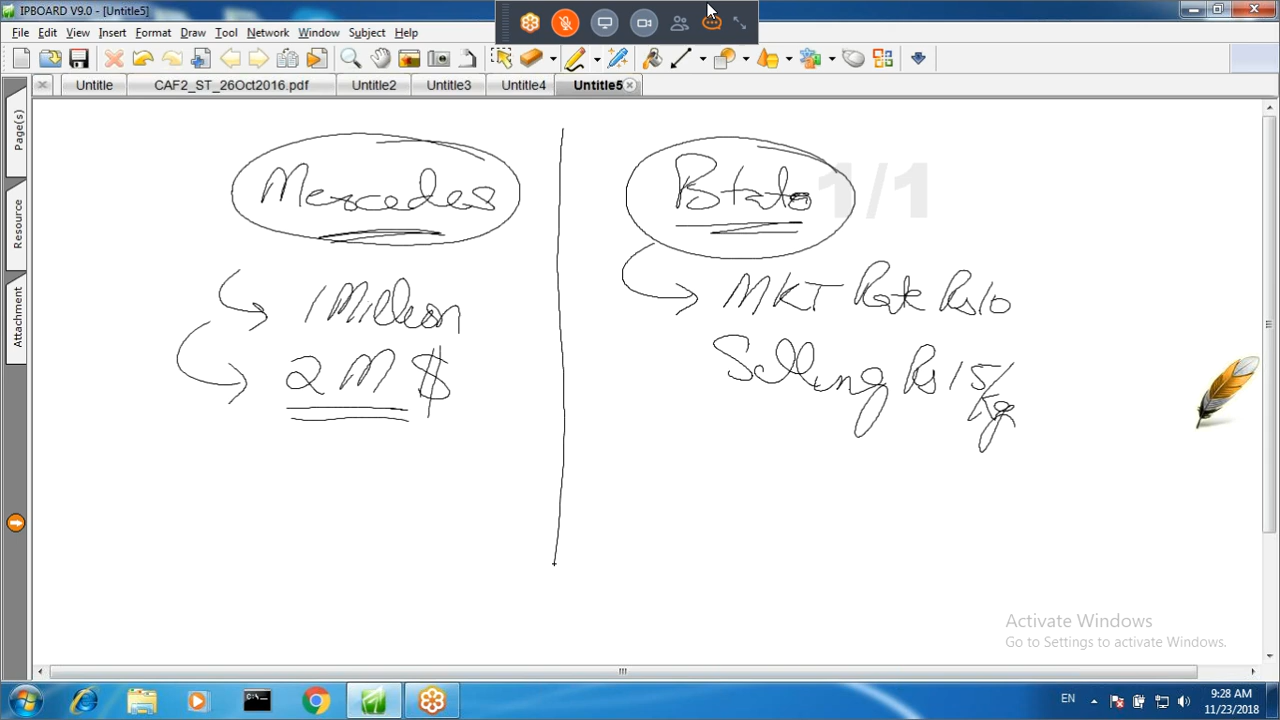 IPBOARD V9.0 - [Untitle5]
File Edit View Insert Format Draw Tool Network Window Subject Help
Untitle CAF2_ST_26Oct2016.pdf Untitle2 Untitle3 Untitle4 Untitle5
Page(s)
Resource
Attachment
1/1
Mercedes
1 Million
2 M $
Potato
MKT Rate Rs 10
Selling Rs 15/
Kg
Activate Windows
Go to Settings to activate Windows.
EN
9:28 AM
11/23/2018